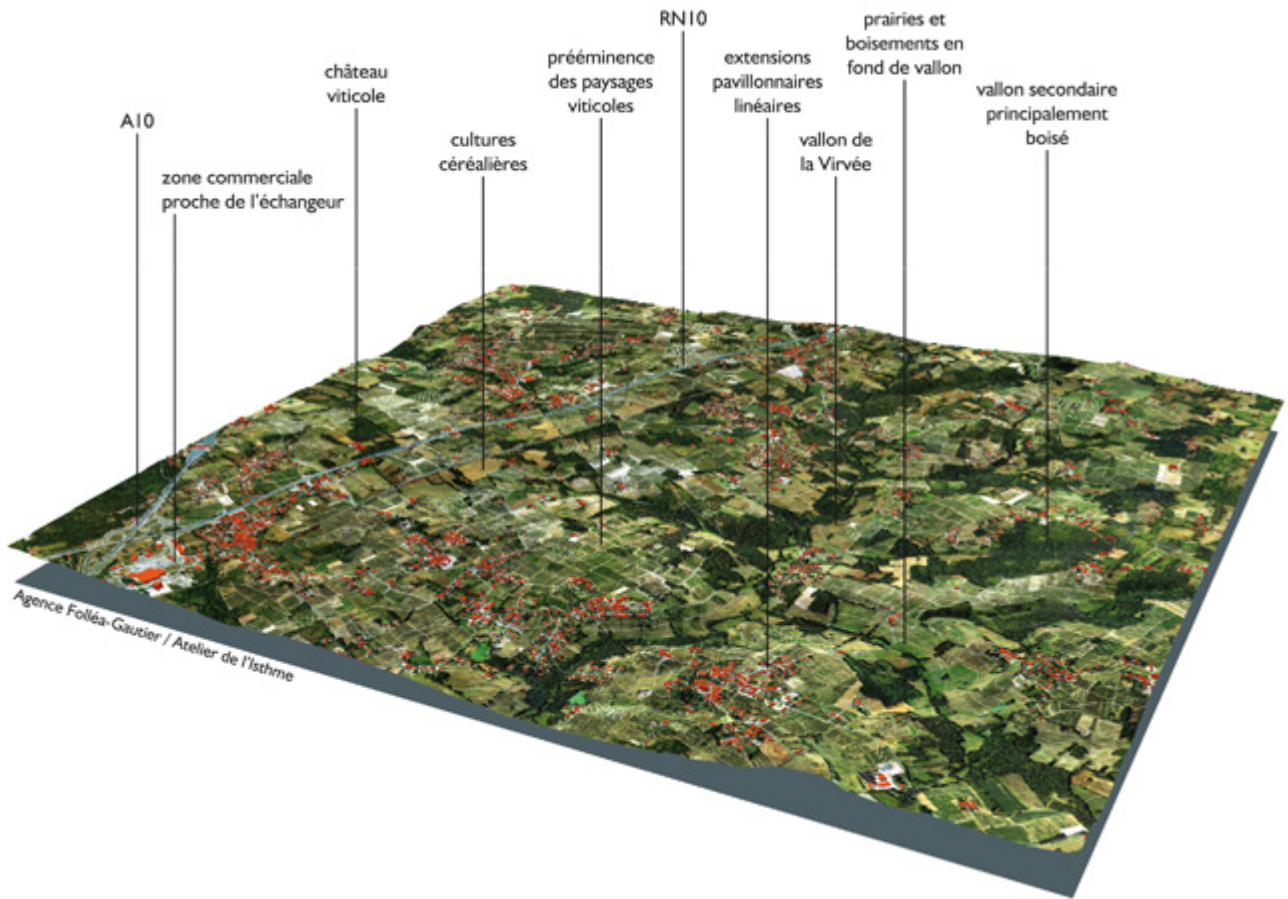 A10
zone commerciale
proche de l'échangeur
château
viticole
cultures
céréalières
prééminence
des paysages
viticoles
RN10
extensions
pavillonnaires
linéaires
vallon de
la Virvée
prairies et
boisements en
fond de vallon
vallon secondaire
principalement
boisé
Agence Folléa-Gautier / Atelier de l'Isthme